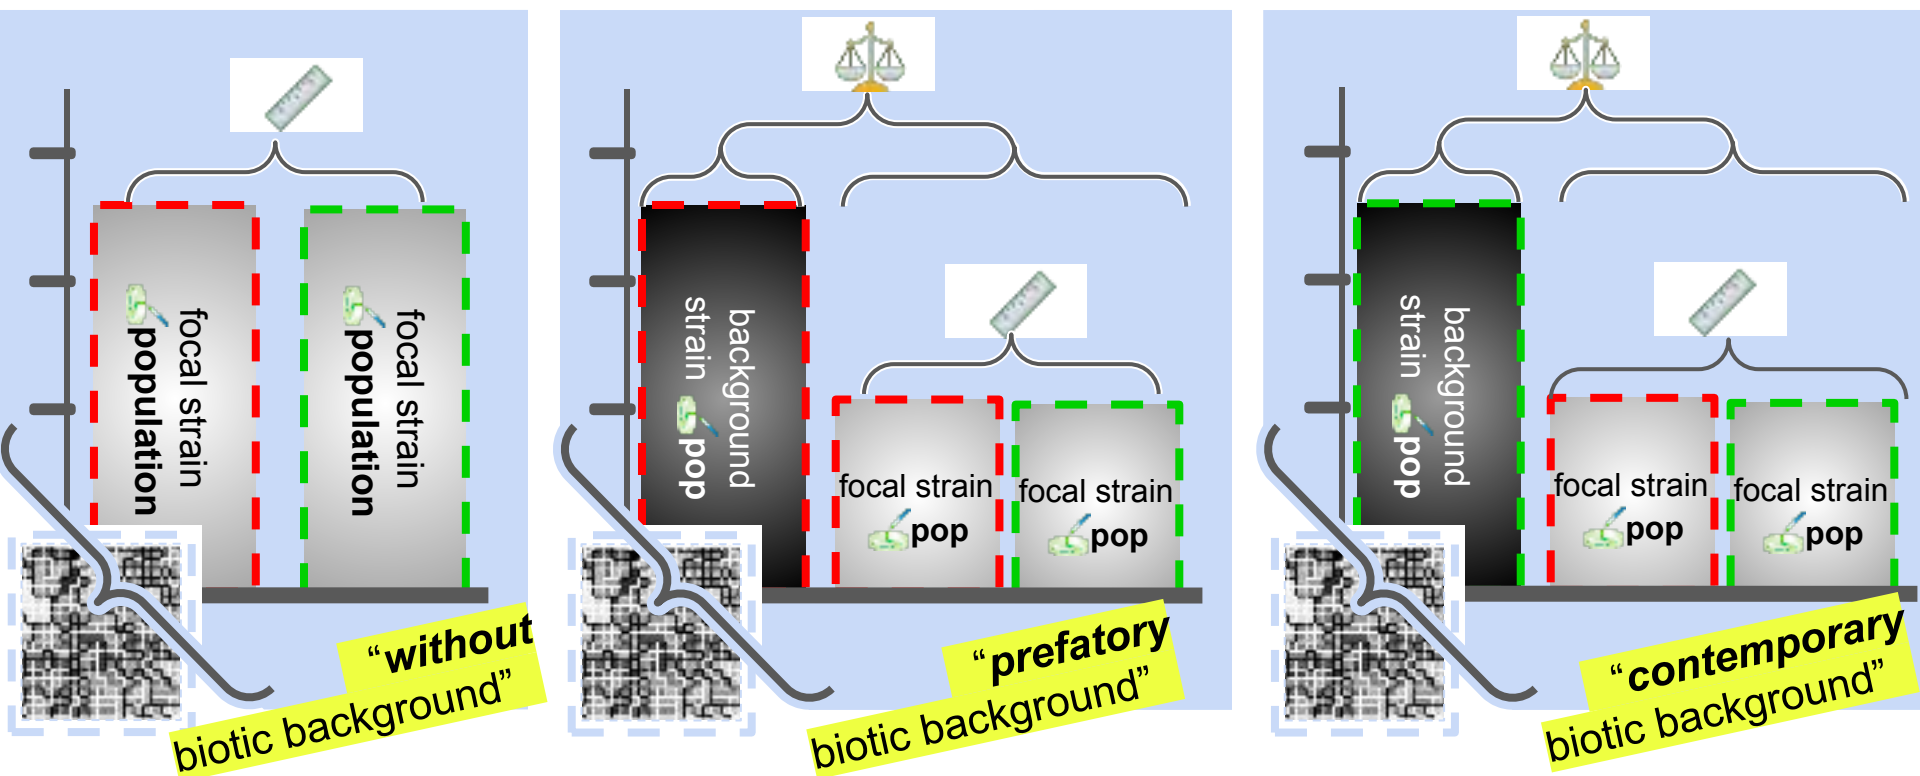 focal strain
population
focal strain
population
“without
biotic background”
background
strain
pop
focal strain
pop
focal strain
pop
“prefatory
biotic background”
background
strain
pop
focal strain
pop
focal strain
pop
“contemporary
biotic background”